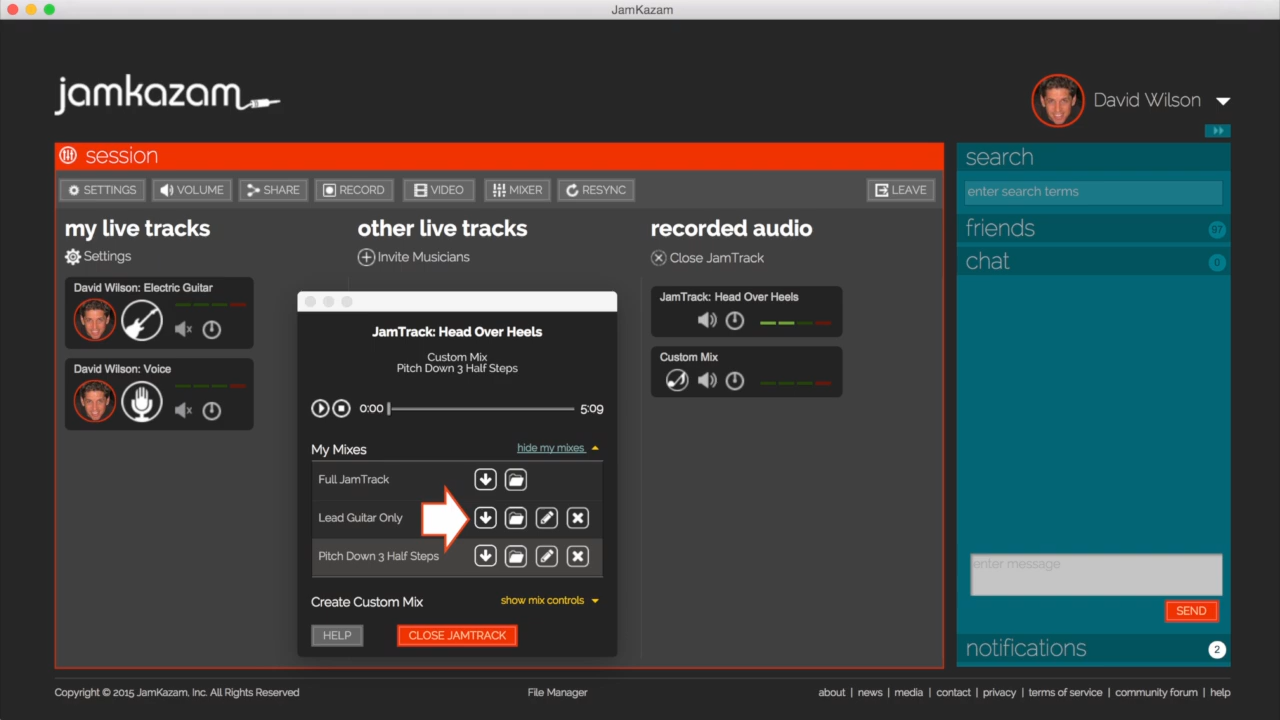 JamKazam
jamkazam
David Wilson
session
SETTINGS
VOLUME
SHARE
RECORD
VIDEO
MIXER
RESYNC
LEAVE
my live tracks
Settings
David Wilson: Electric Guitar
David Wilson: Voice
other live tracks
Invite Musicians
recorded audio
Close JamTrack
JamTrack: Head Over Heels
Custom Mix
JamTrack: Head Over Heels
Custom Mix
Pitch Down 3 Half Steps
0:00
5:09
My Mixes
hide my mixes
Full JamTrack
Lead Guitar Only
Pitch Down 3 Half Steps
Create Custom Mix
show mix controls
HELP
CLOSE JAMTRACK
search
enter search terms
friends
97
chat
0
enter message
SEND
notifications
2
Copyright © 2015 JamKazam, Inc. All Rights Reserved
File Manager
about | news | media | contact | privacy | terms of service | community forum | help